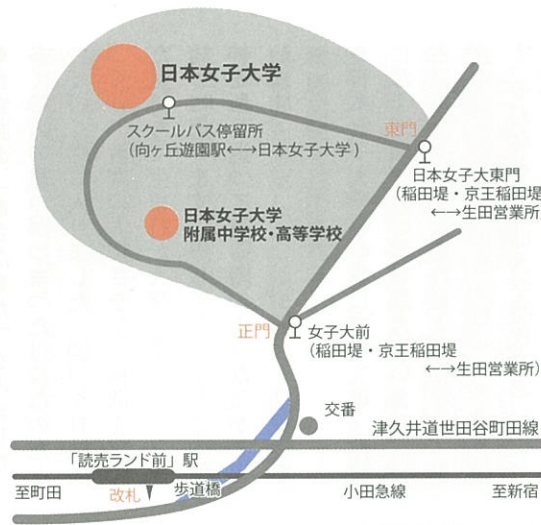 日本女子大学
スクールバス停留所
(向ヶ丘遊園駅←→日本女子大学)
東門
日本女子大東門
(稲田堤・京王稲田堤
←→生田営業所)
日本女子大学
附属中学校・高等学校
正門
女子大前
(稲田堤・京王稲田堤
←→生田営業所)
交番
津久井道世田谷町田線
「読売ランド前」駅
至町田
改札
歩道橋
小田急線
至新宿